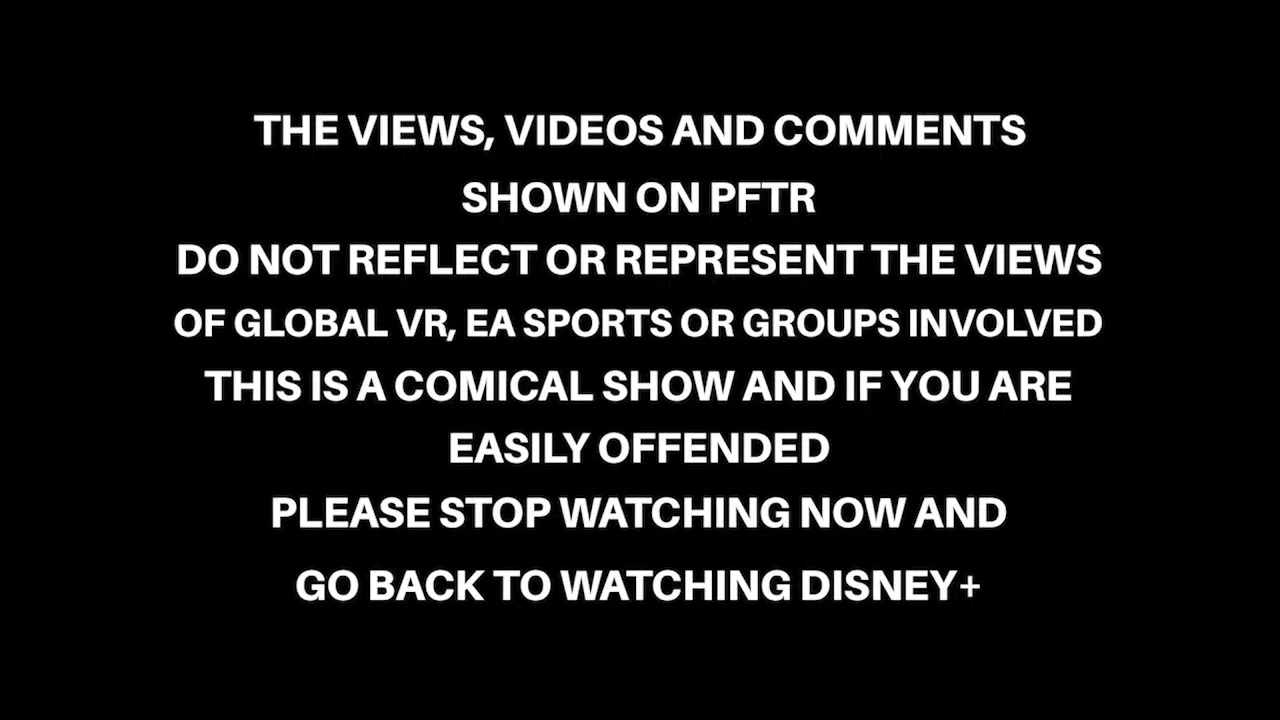 THE VIEWS, VIDEOS AND COMMENTS
SHOWN ON PFTR
DO NOT REFLECT OR REPRESENT THE VIEWS
OF GLOBAL VR, EA SPORTS OR GROUPS INVOLVED
THIS IS A COMICAL SHOW AND IF YOU ARE
EASILY OFFENDED
PLEASE STOP WATCHING NOW AND
GO BACK TO WATCHING DISNEY+